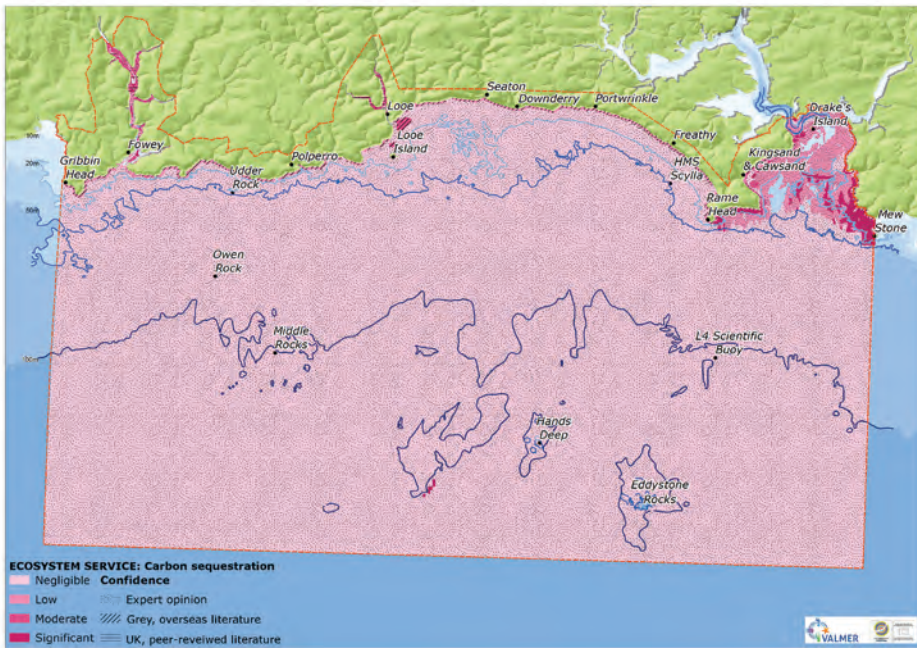 Seaton
Downderry
Portwrinkle
Drake's
Island
Looe
Looe
Island
Freathy
10m
Fowey
Polperro
Kingsand
& Cawsand
20m
Gribbin
Head
Udder
Rock
HMS
Scylla
Rame
Head
Mew
Stone
Owen
Rock
Middle
Rocks
L4 Scientific
Buoy
Hands
Deep
Eddystone
Rocks
ECOSYSTEM SERVICE: Carbon sequestration
Negligible Confidence
Low Expert opinion
Moderate Grey, overseas literature
Significant UK, peer-reveiwed literature
VALMER